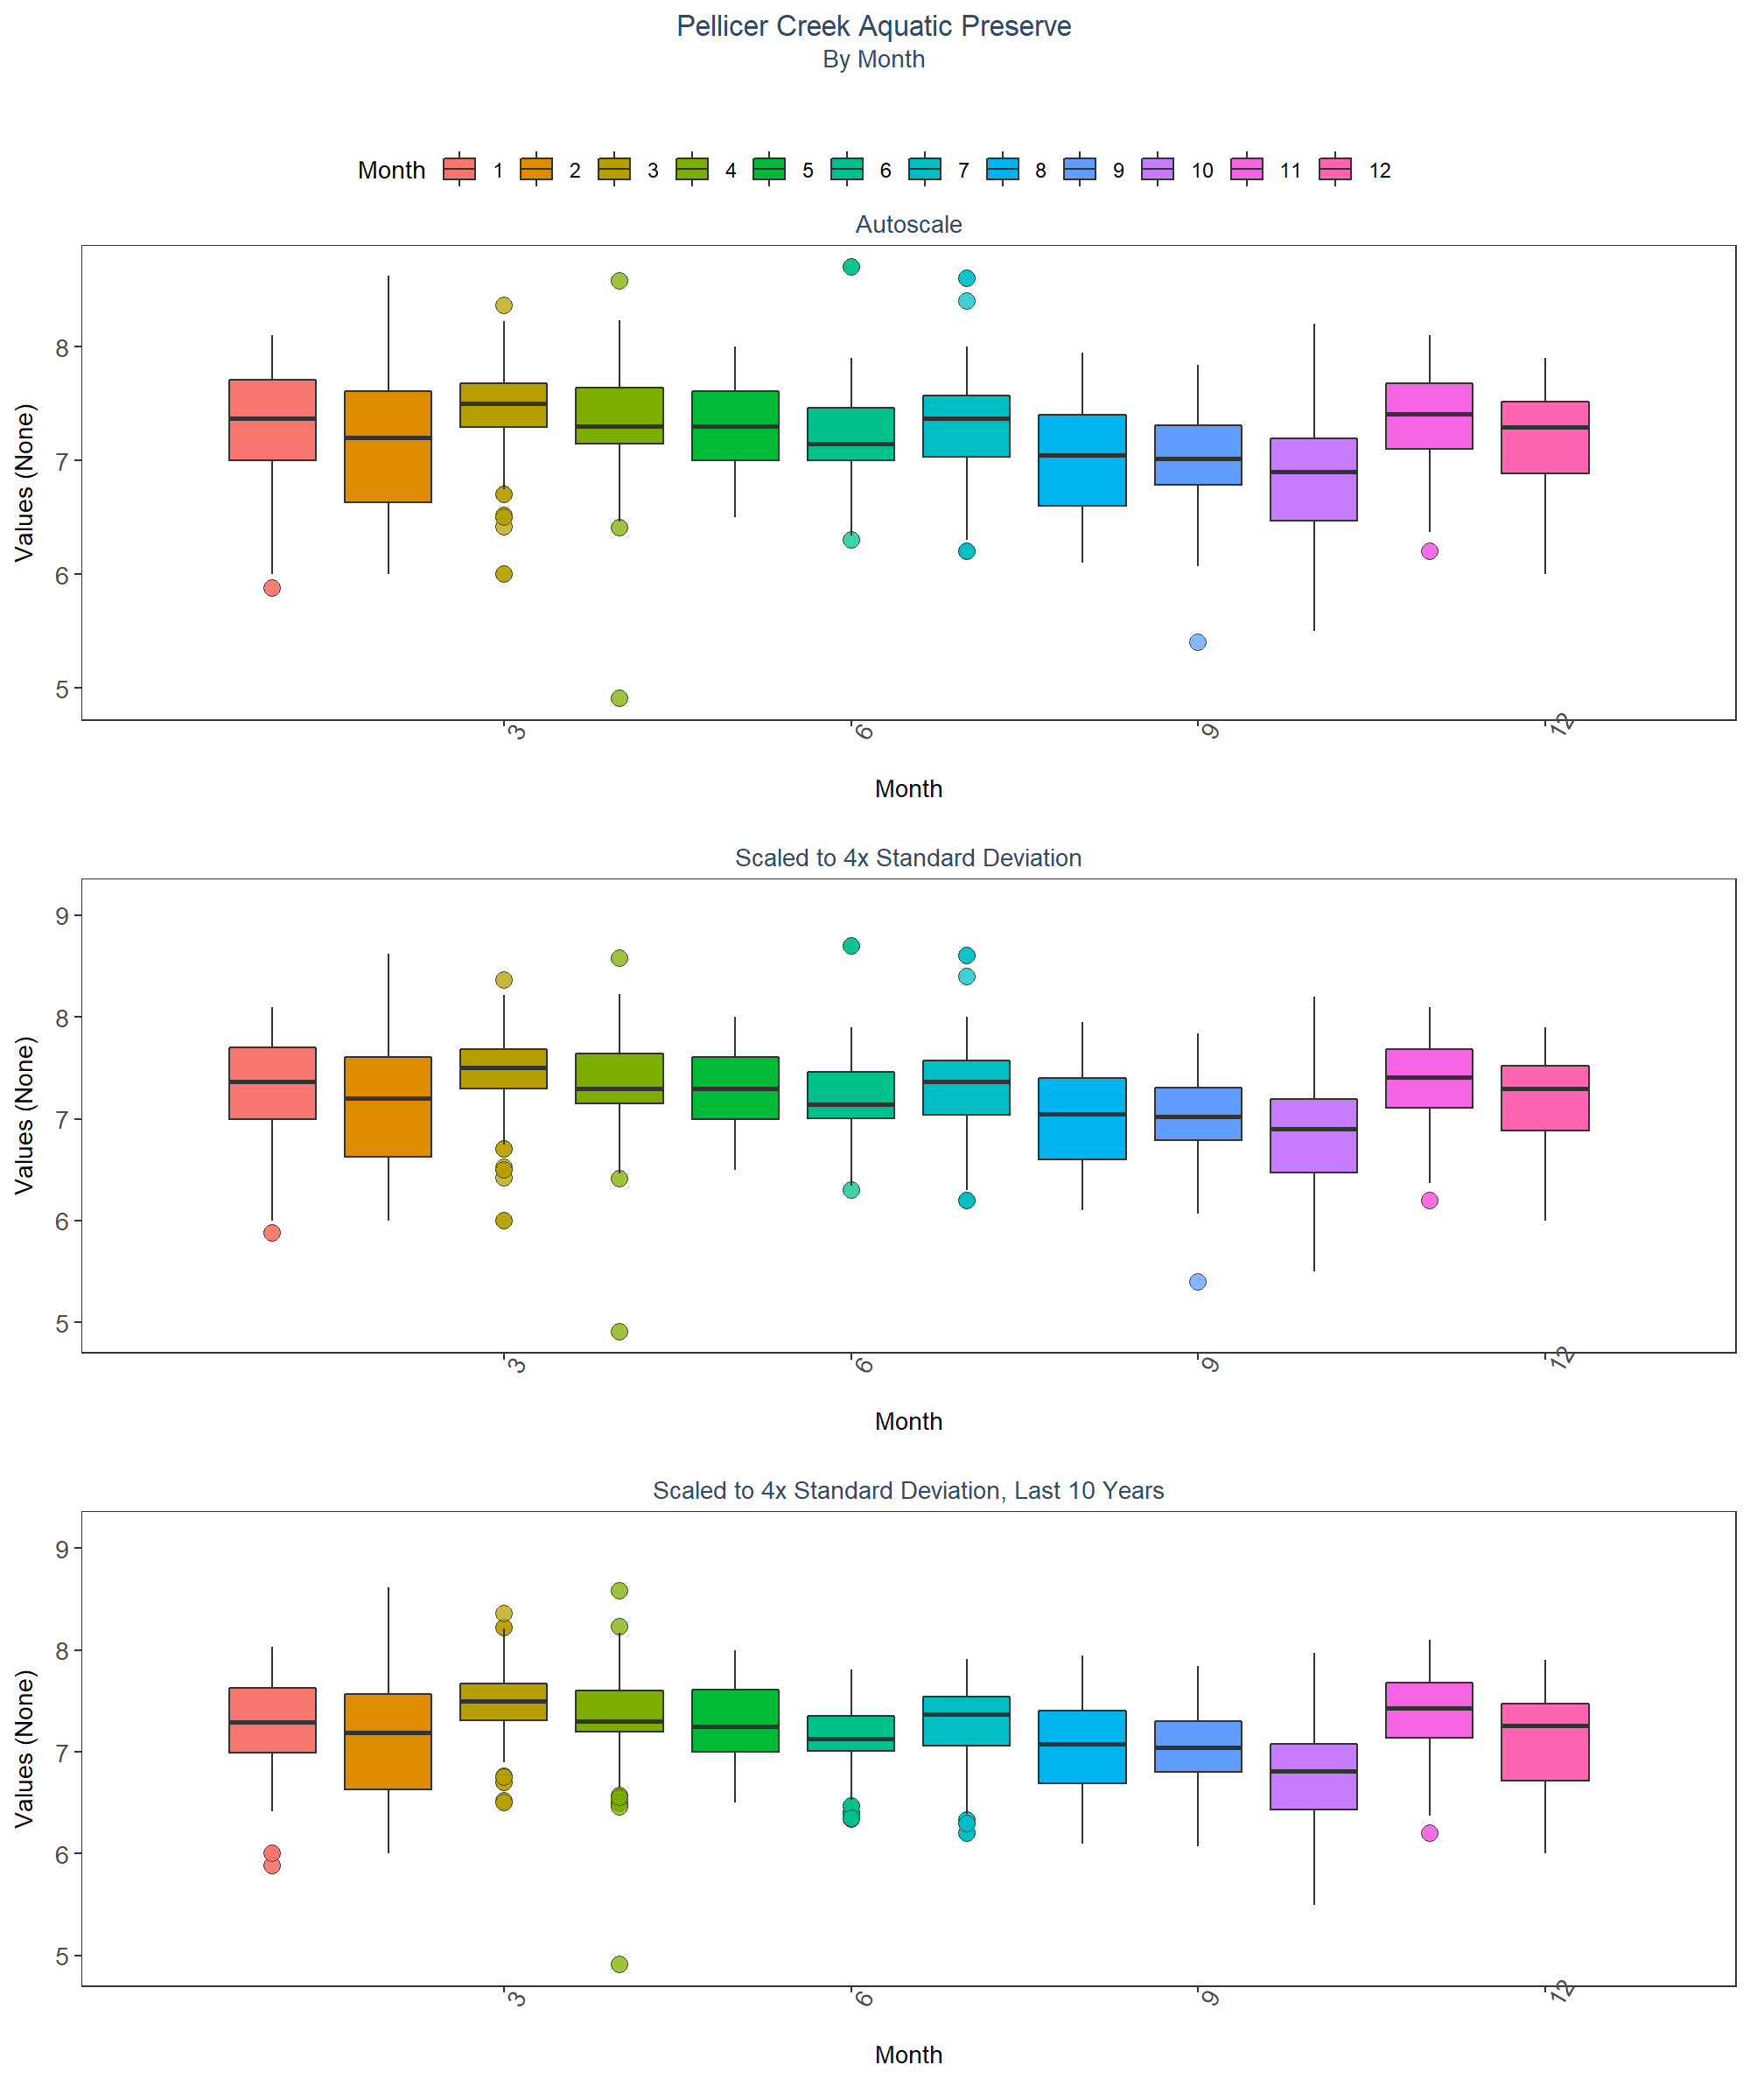 Pellicer Creek Aquatic Preserve
By Month
Month 1 2 3 4 5 6 7 8 9 10 11 12
Autoscale
Values (None)
8
7
6
5
3 6 9 12
Month
Scaled to 4x Standard Deviation
Values (None)
9
8
7
6
5
3 6 9 12
Month
Scaled to 4x Standard Deviation, Last 10 Years
Values (None)
9
8
7
6
5
3 6 9 12
Month